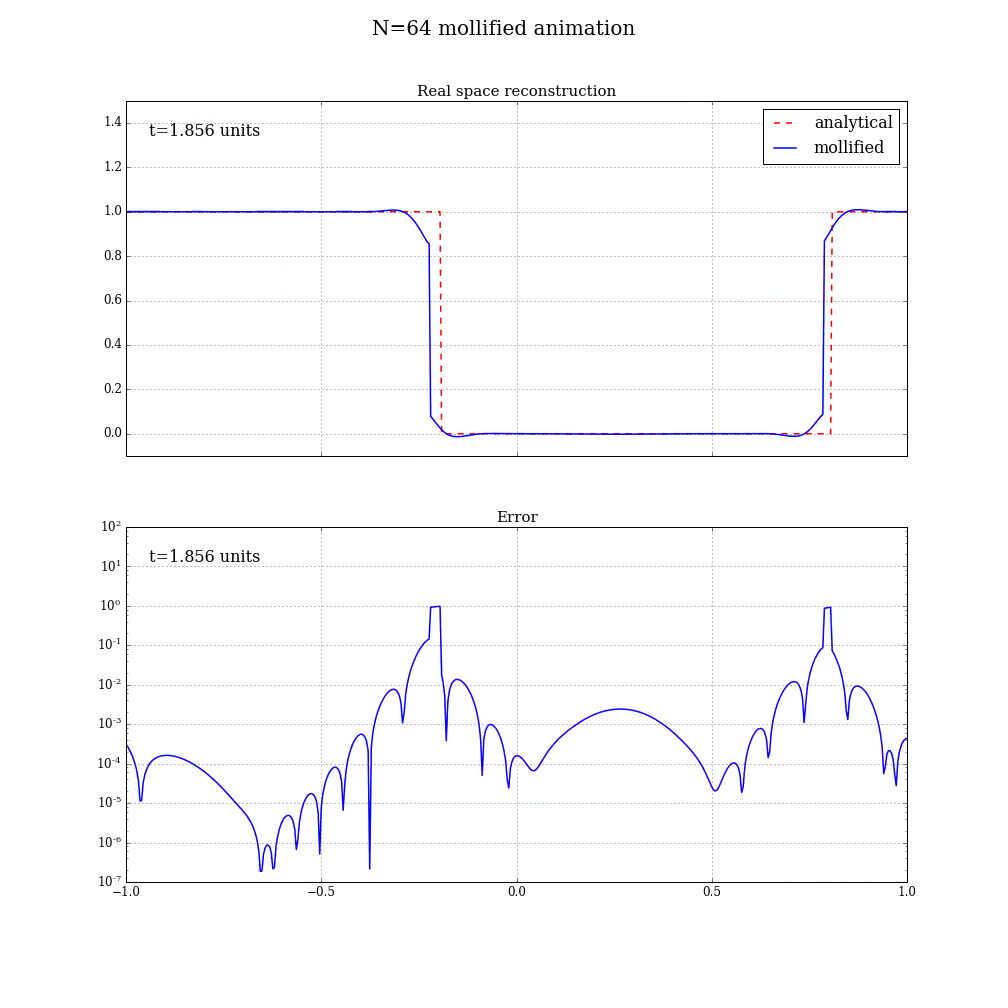 N=64 mollified animation
Real space reconstruction
t=1.856 units
analytical
mollified
1.4
1.2
1.0
0.8
0.6
0.4
0.2
0.0
Error
t=1.856 units
10²
10¹
10⁰
10⁻¹
10⁻²
10⁻³
10⁻⁴
10⁻⁵
10⁻⁶
10⁻⁷
−1.0 −0.5 0.0 0.5 1.0